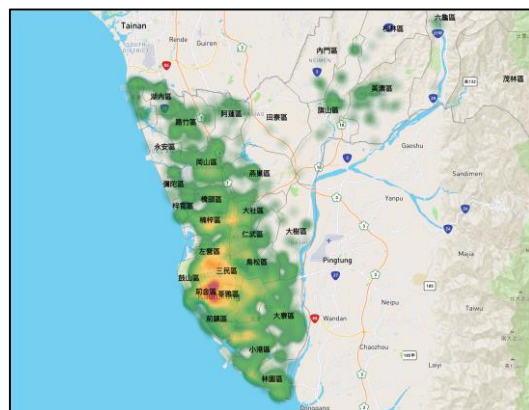 Tainan
六龜區
Rende
Guiren
內門區
NEIMEN
杉林區
茂林區
湖內區
美濃區
路竹區
阿蓮區
田寮區
旗山區
永安區
Gaoshu
岡山區
燕巢區
彌陀區
Sandimen
橋頭區
梓官區
大社區
Yanpu
楠梓區
大樹區
仁武區
Majia
左營區
鳥松區
Pingtung
三民區
鼓山區
前金區
苓雅區
Neipu
Taiwu
前鎮區
大寮區
Wandan
Chaozhou
小港區
Laiyi
林園區
Donggang